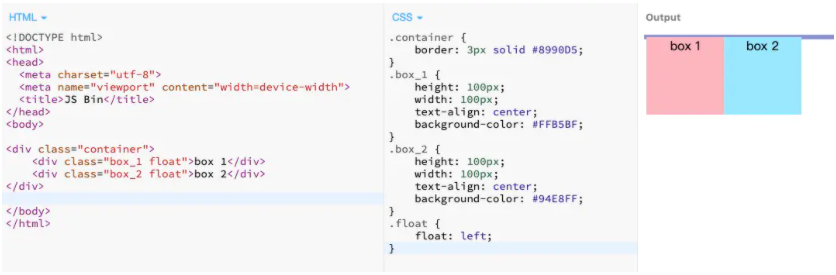 HTML
<!DOCTYPE html>
<html>
<head>
  <meta charset="utf-8">
  <meta name="viewport" content="width=device-width">
  <title>JS Bin</title>
</head>
<body>

<div class="container">
    <div class="box_1 float">box 1</div>
    <div class="box_2 float">box 2</div>
</div>

</body>
</html>
CSS
.container {
    border: 3px solid #8990D5;
}
.box_1 {
    height: 100px;
    width: 100px;
    text-align: center;
    background-color: #FFB5BF;
}
.box_2 {
    height: 100px;
    width: 100px;
    text-align: center;
    background-color: #94E8FF;
}
.float {
    float: left;
}
Output
box 1 box 2